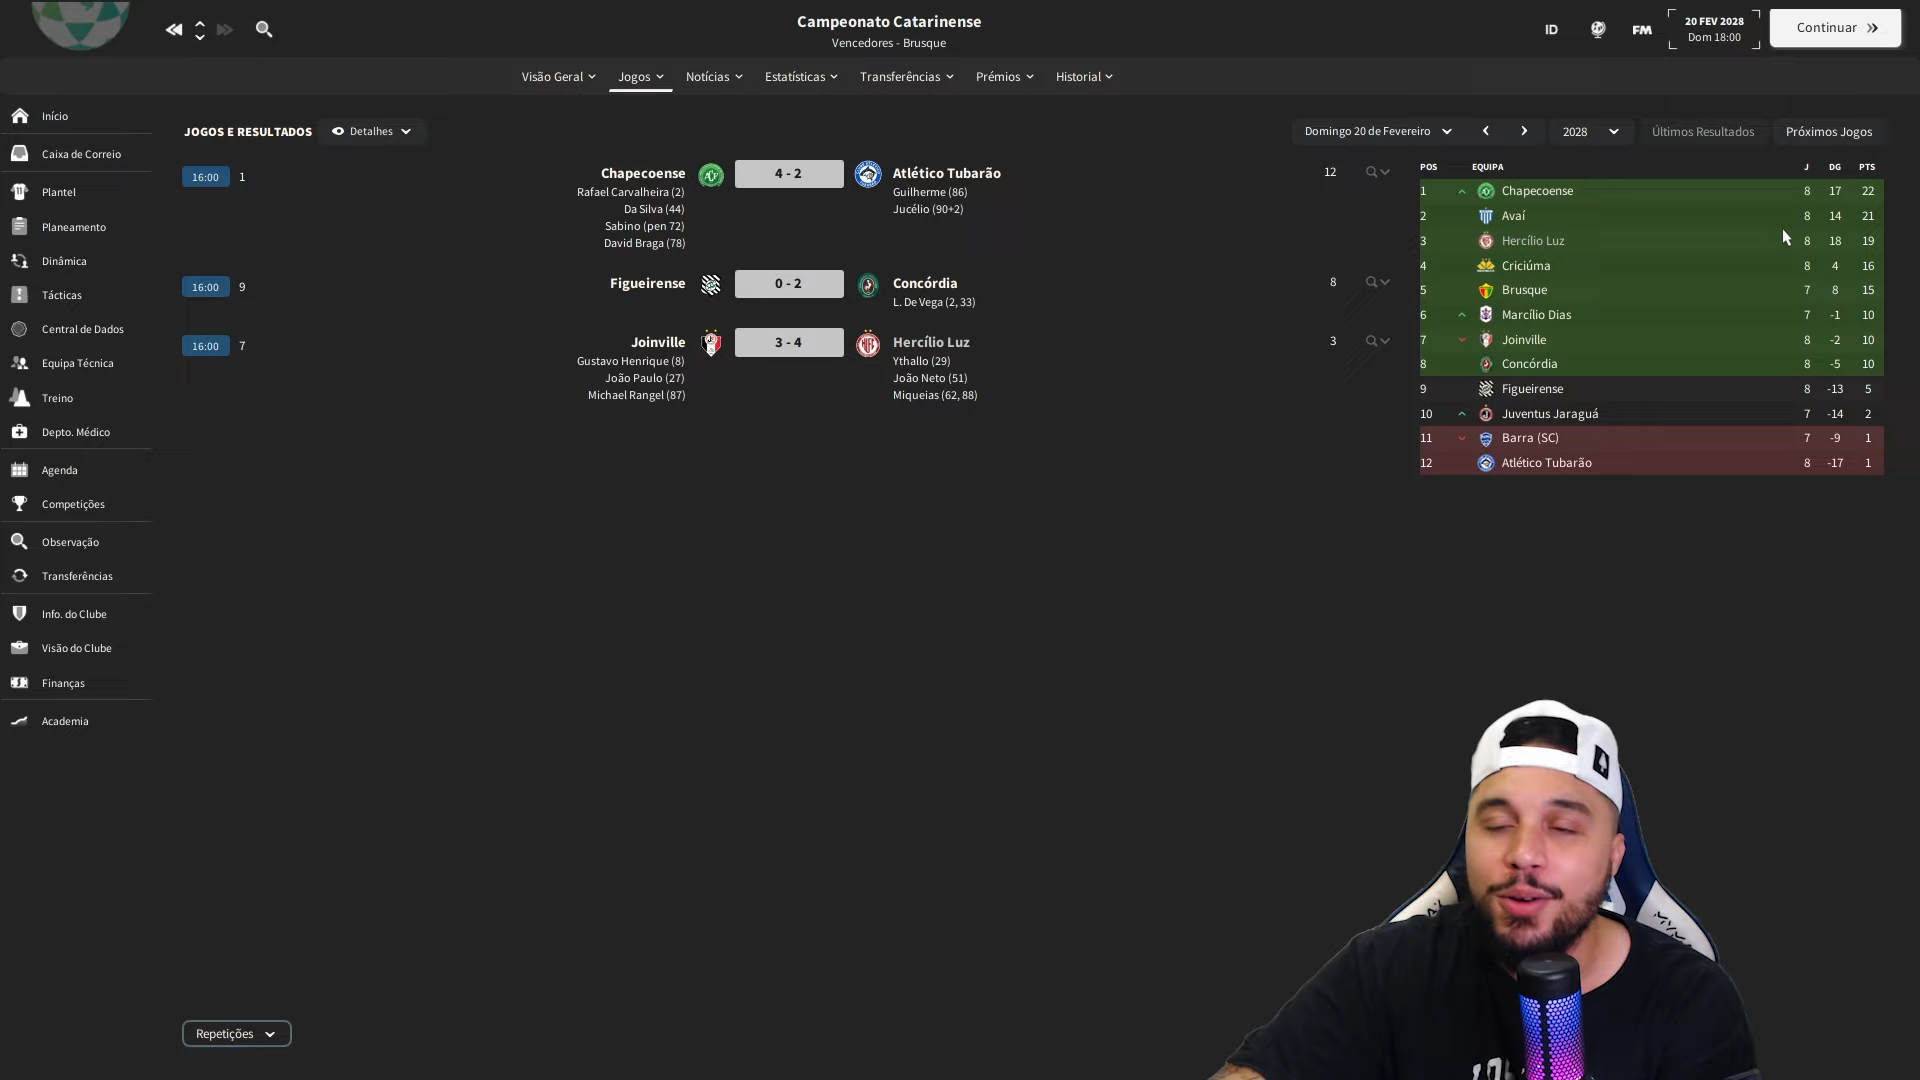 Campeonato Catarinense
Vencedores - Brusque
ID
FM
20 FEV 2028
Dom 18:00
Continuar
Visão Geral
Jogos
Notícias
Estatísticas
Transferências
Prémios
Historial
Início
Caixa de Correio
Plantel
Planeamento
Dinâmica
Tácticas
Central de Dados
Equipa Técnica
Treino
Depto. Médico
Agenda
Competições
Observação
Transferências
Info. do Clube
Visão do Clube
Finanças
Academia
JOGOS E RESULTADOS
Detalhes
Domingo 20 de Fevereiro
2028
Últimos Resultados
Próximos Jogos
16:00 1 Chapecoense 4 - 2 Atlético Tubarão 12
Rafael Carvalheira (2) Guilherme (86)
Da Silva (44) Jucélio (90+2)
Sabino (pen 72)
David Braga (78)
16:00 9 Figueirense 0 - 2 Concórdia 8
L. De Vega (2, 33)
16:00 7 Joinville 3 - 4 Hercílio Luz 3
Gustavo Henrique (8) Ythallo (29)
João Paulo (27) João Neto (51)
Michael Rangel (87) Miqueias (62, 88)
POS EQUIPA J DG PTS
1 Chapecoense 8 17 22
2 Avaí 8 14 21
3 Hercílio Luz 8 18 19
4 Criciúma 8 4 16
5 Brusque 7 8 15
6 Marcílio Dias 7 -1 10
7 Joinville 8 -2 10
8 Concórdia 8 -5 10
9 Figueirense 8 -13 5
10 Juventus Jaraguá 7 -14 2
11 Barra (SC) 7 -9 1
12 Atlético Tubarão 8 -17 1
Repetições